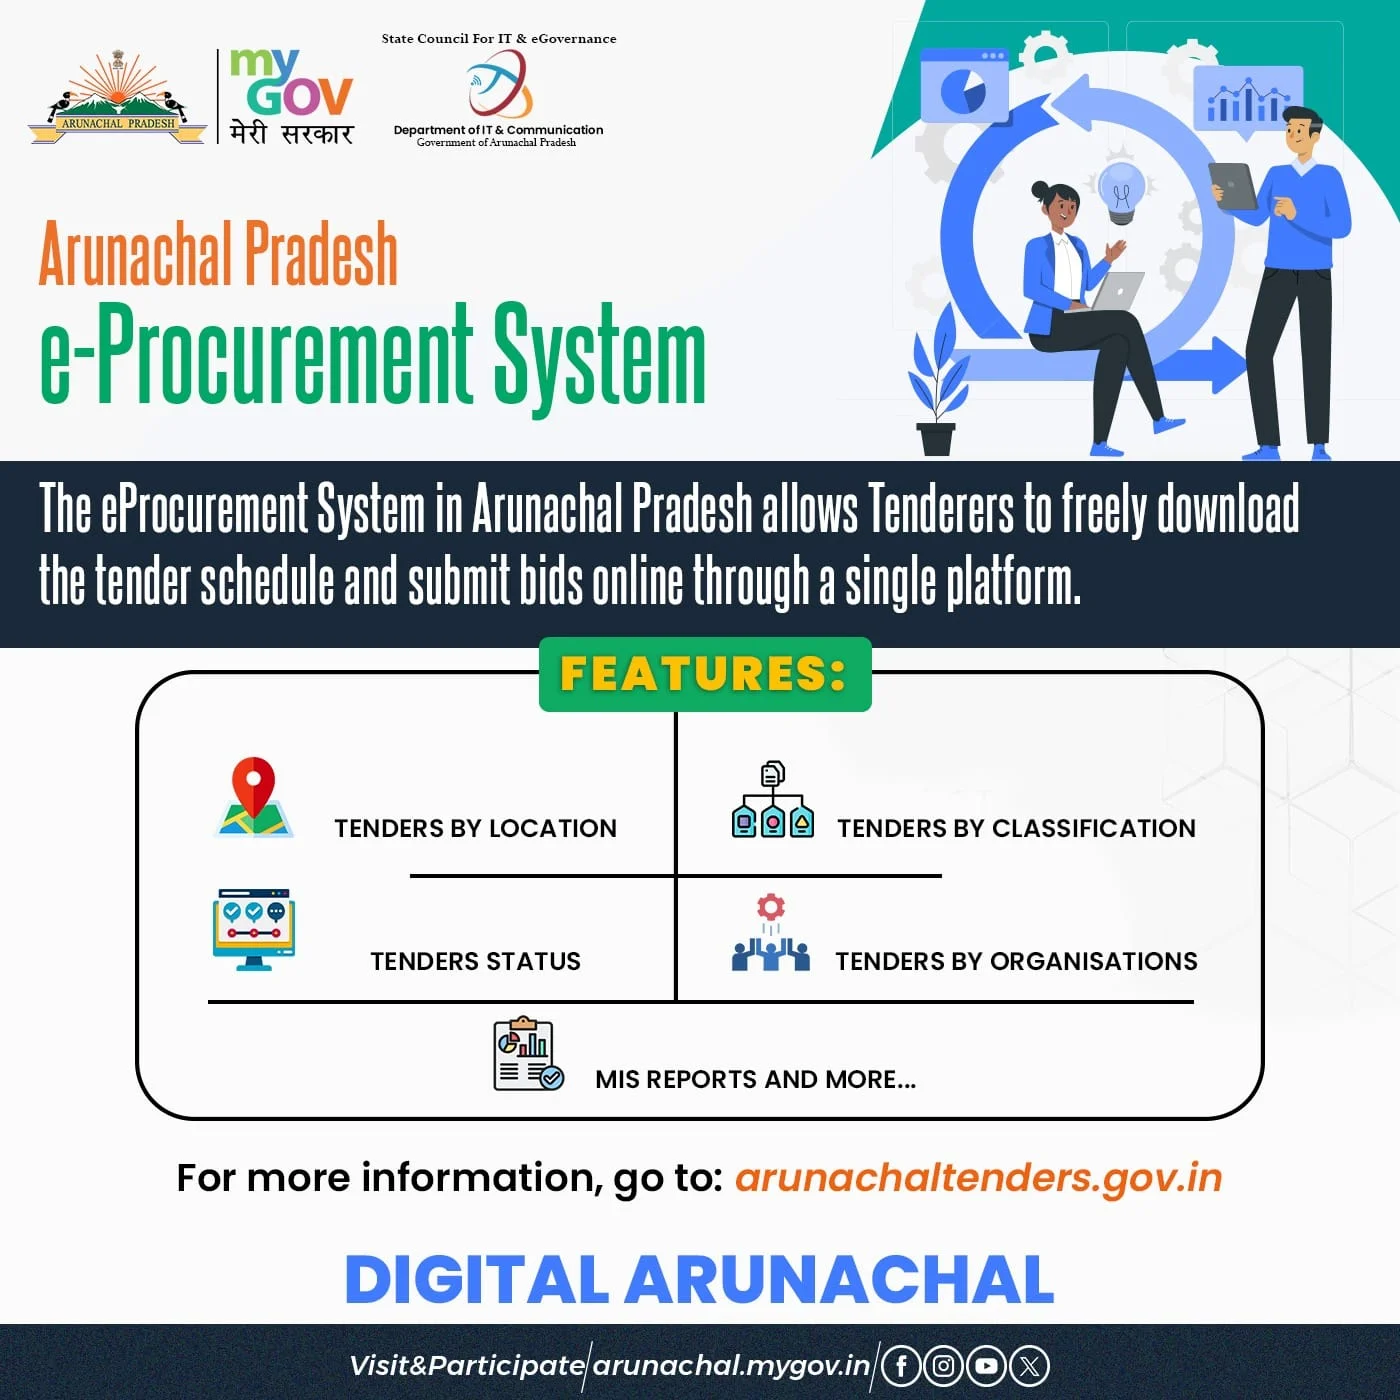 ARUNACHAL PRADESH
my
GOV
मेरी सरकार
State Council For IT & eGovernance
Department of IT & Communication
Government of Arunachal Pradesh
Arunachal Pradesh
e-Procurement System
The eProcurement System in Arunachal Pradesh allows Tenderers to freely download
the tender schedule and submit bids online through a single platform.
FEATURES:
TENDERS BY LOCATION
TENDERS BY CLASSIFICATION
TENDERS STATUS
TENDERS BY ORGANISATIONS
MIS REPORTS AND MORE...
For more information, go to: arunachaltenders.gov.in
DIGITAL ARUNACHAL
Visit&Participate/arunachal.mygov.in/